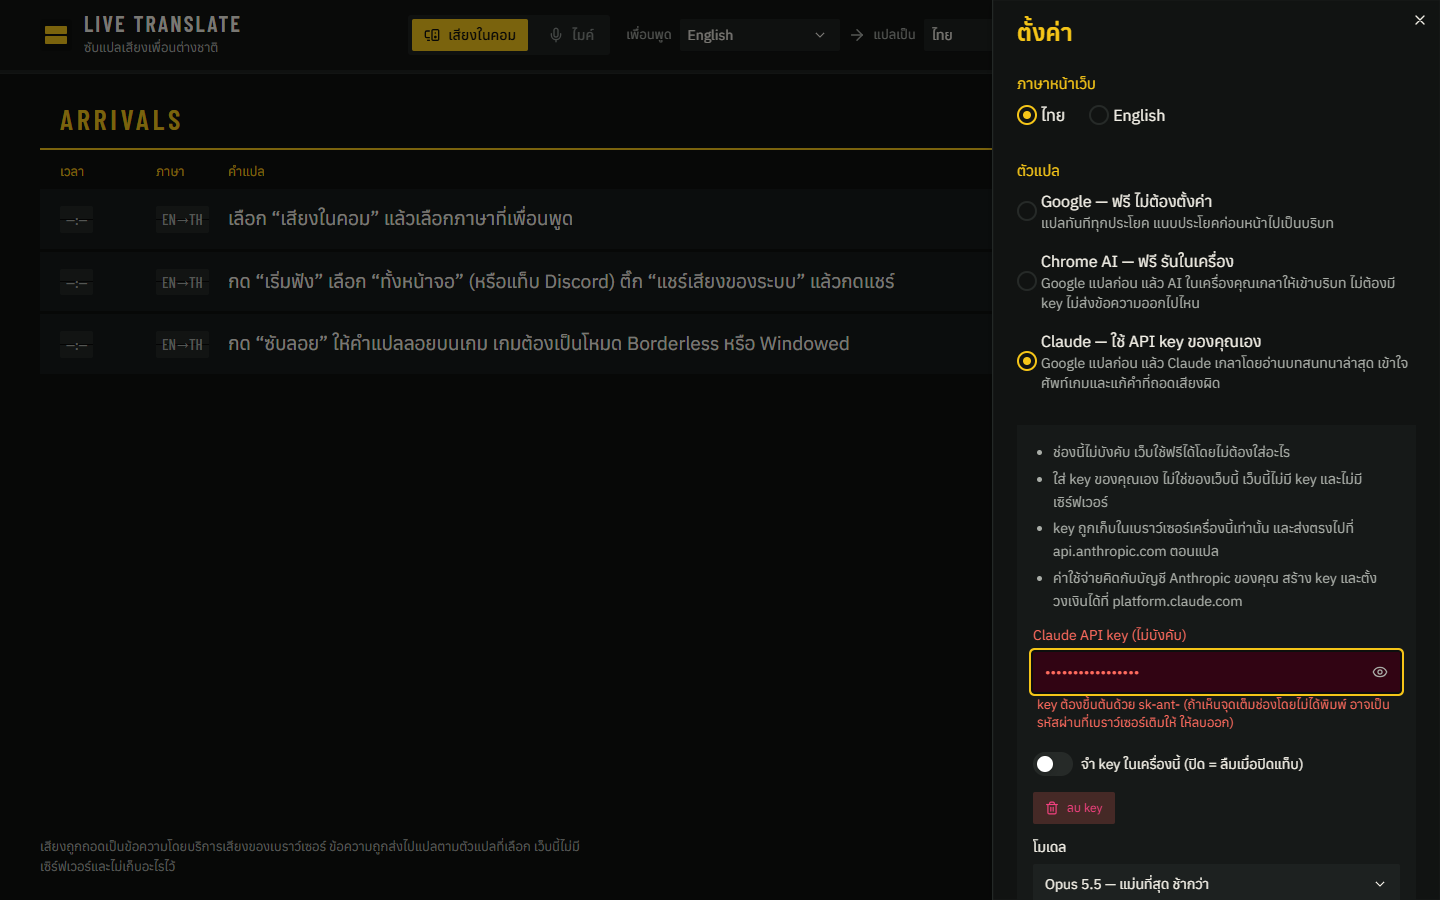 LIVE TRANSLATE
ซับแปลเสียงเพื่อนต่างชาติ
เสียงในคอม
ไมค์
เพื่อนพูด
English
แปลเป็น
ไทย
ARRIVALS
เวลา ภาษา คำแปล
—:— EN→TH เลือก “เสียงในคอม” แล้วเลือกภาษาที่เพื่อนพูด
—:— EN→TH กด “เริ่มฟัง” เลือก “ทั้งหน้าจอ” (หรือแท็บ Discord) ติ๊ก “แชร์เสียงของระบบ” แล้วกดแชร์
—:— EN→TH กด “ซับลอย” ให้คำแปลลอยบนเกม เกมต้องเป็นโหมด Borderless หรือ Windowed
เสียงถูกถอดเป็นข้อความโดยบริการเสียงของเบราว์เซอร์ ข้อความถูกส่งไปแปลตามตัวแปลที่เลือก เว็บนี้ไม่มี
เซิร์ฟเวอร์และไม่เก็บอะไรไว้
ตั้งค่า
ภาษาหน้าเว็บ
ไทย English
ตัวแปล
Google — ฟรี ไม่ต้องตั้งค่า
แปลทันทีทุกประโยค แนบประโยคก่อนหน้าไปเป็นบริบท
Chrome AI — ฟรี รันในเครื่อง
Google แปลก่อน แล้ว AI ในเครื่องคุณเกลาให้เข้าบริบท ไม่ต้องมี
key ไม่ส่งข้อความออกไปไหน
Claude — ใช้ API key ของคุณเอง
Google แปลก่อน แล้ว Claude เกลาโดยอ่านบทสนทนาล่าสุด เข้าใจ
ศัพท์เกมและแก้คำที่ถอดเสียงผิด
ช่องนี้ไม่บังคับ เว็บใช้ฟรีได้โดยไม่ต้องใส่อะไร
ใส่ key ของคุณเอง ไม่ใช่ของเว็บนี้ เว็บนี้ไม่มี key และไม่มี
เซิร์ฟเวอร์
key ถูกเก็บในเบราว์เซอร์เครื่องนี้เท่านั้น และส่งตรงไปที่
api.anthropic.com ตอนแปล
ค่าใช้จ่ายคิดกับบัญชี Anthropic ของคุณ สร้าง key และตั้ง
วงเงินได้ที่ platform.claude.com
Claude API key (ไม่บังคับ)
•••••••••••••••••
key ต้องขึ้นต้นด้วย sk-ant- (ถ้าเห็นจุดเต็มช่องโดยไม่ได้พิมพ์ อาจเป็น
รหัสผ่านที่เบราว์เซอร์เติมให้ ให้ลบออก)
จำ key ในเครื่องนี้ (ปิด = ลืมเมื่อปิดแท็บ)
ลบ key
โมเดล
Opus 5.5 — แม่นที่สุด ช้ากว่า